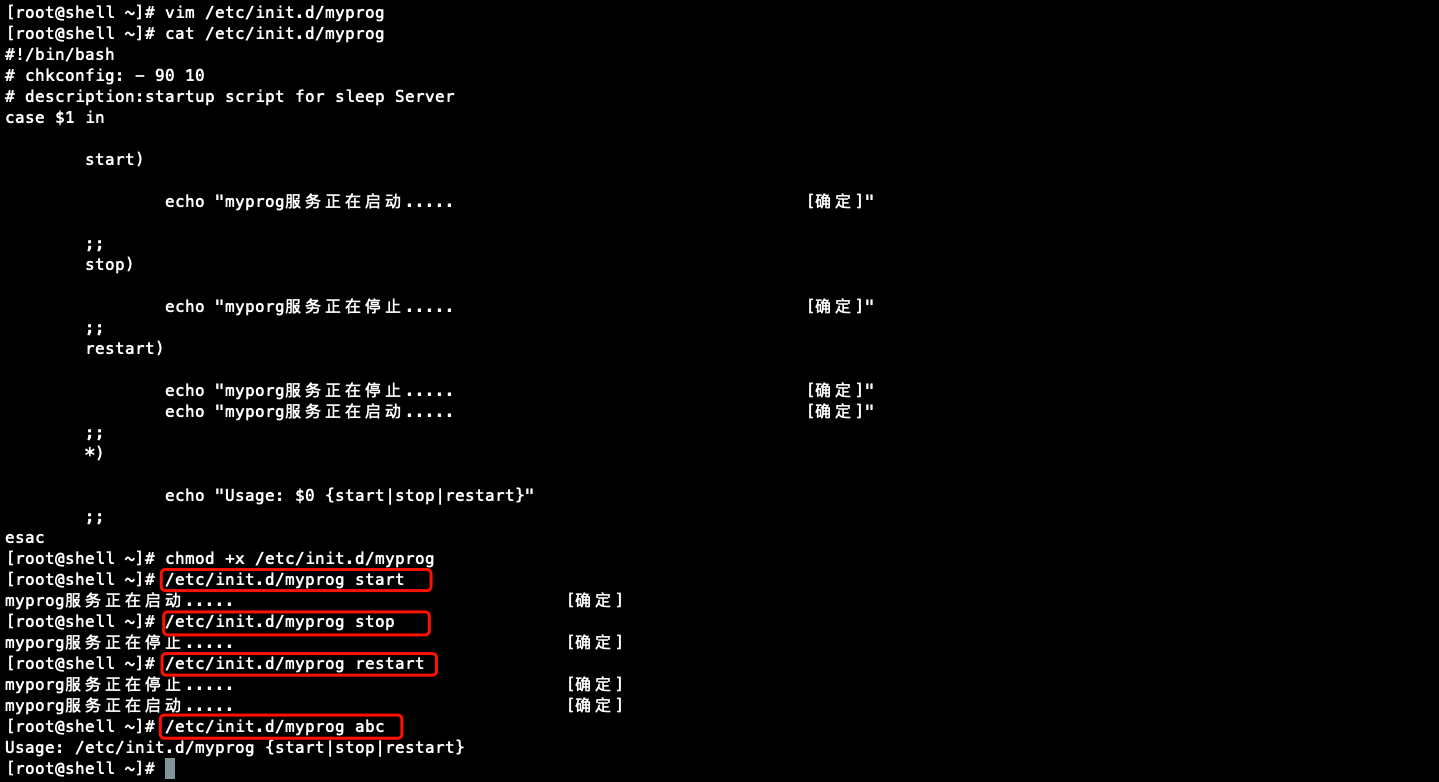 [root@shell ~]# vim /etc/init.d/myprog
[root@shell ~]# cat /etc/init.d/myprog
#!/bin/bash
# chkconfig: - 90 10
# description:startup script for sleep Server
case $1 in
start)
echo "myprog服务正在启动..... [确定]"
;;
stop)
echo "myporg服务正在停止..... [确定]"
;;
restart)
echo "myporg服务正在停止..... [确定]"
echo "myporg服务正在启动..... [确定]"
;;
*)
echo "Usage: $0 {start|stop|restart}"
;;
esac
[root@shell ~]# chmod +x /etc/init.d/myprog
[root@shell ~]# /etc/init.d/myprog start
myprog服务正在启动..... [确定]
[root@shell ~]# /etc/init.d/myprog stop
myporg服务正在停止..... [确定]
[root@shell ~]# /etc/init.d/myprog restart
myporg服务正在停止..... [确定]
myporg服务正在启动..... [确定]
[root@shell ~]# /etc/init.d/myprog abc
Usage: /etc/init.d/myprog {start|stop|restart}
[root@shell ~]#